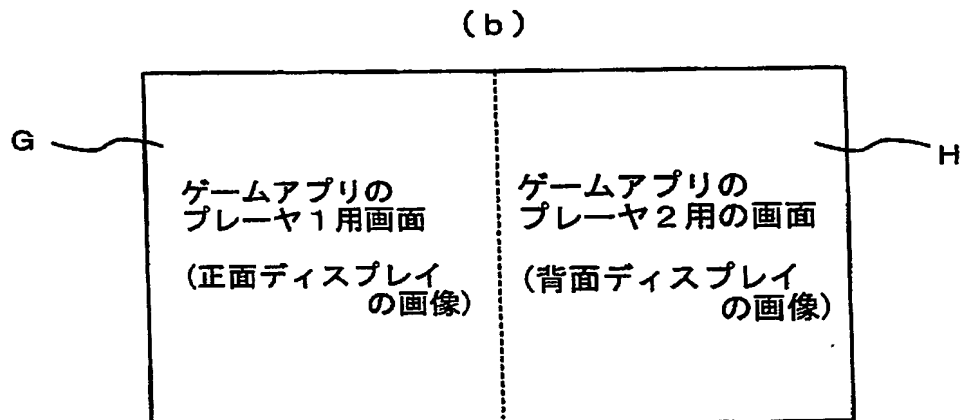 (b)
G
H
ゲームアプリの
プレーヤ1用画面
(正面ディスプレイ
の画像)
ゲームアプリの
プレーヤ2用の画面
(背面ディスプレイ
の画像)